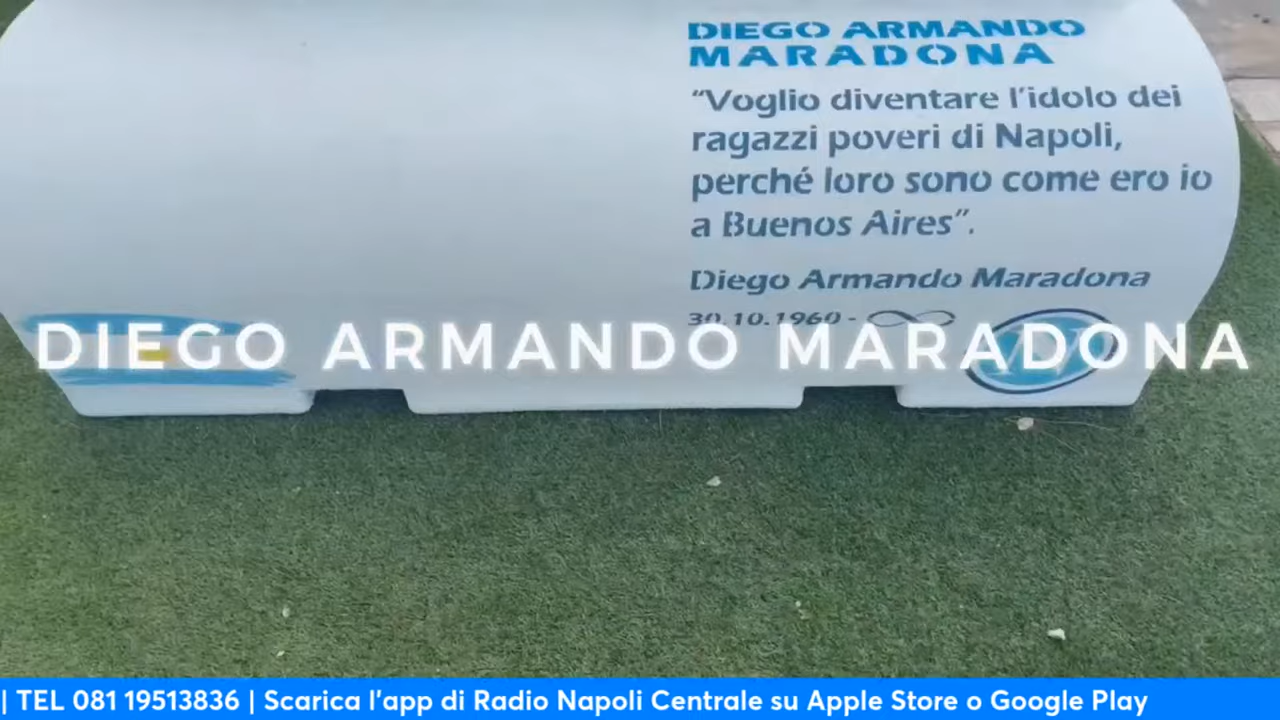 DIEGO ARMANDO
MARADONA
"Voglio diventare l'idolo dei
ragazzi poveri di Napoli,
perché loro sono come ero io
a Buenos Aires".
Diego Armando Maradona
30.10.1960 - ∞
DIEGO ARMANDO MARADONA
| TEL 081 19513836 | Scarica l'app di Radio Napoli Centrale su Apple Store o Google Play